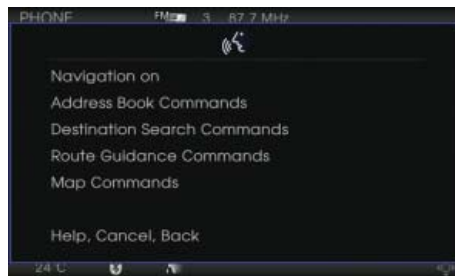 PHONE FM 3 87.7 MHz
Navigation on
Address Book Commands
Destination Search Commands
Route Guidance Commands
Map Commands
Help, Cancel, Back
24°C